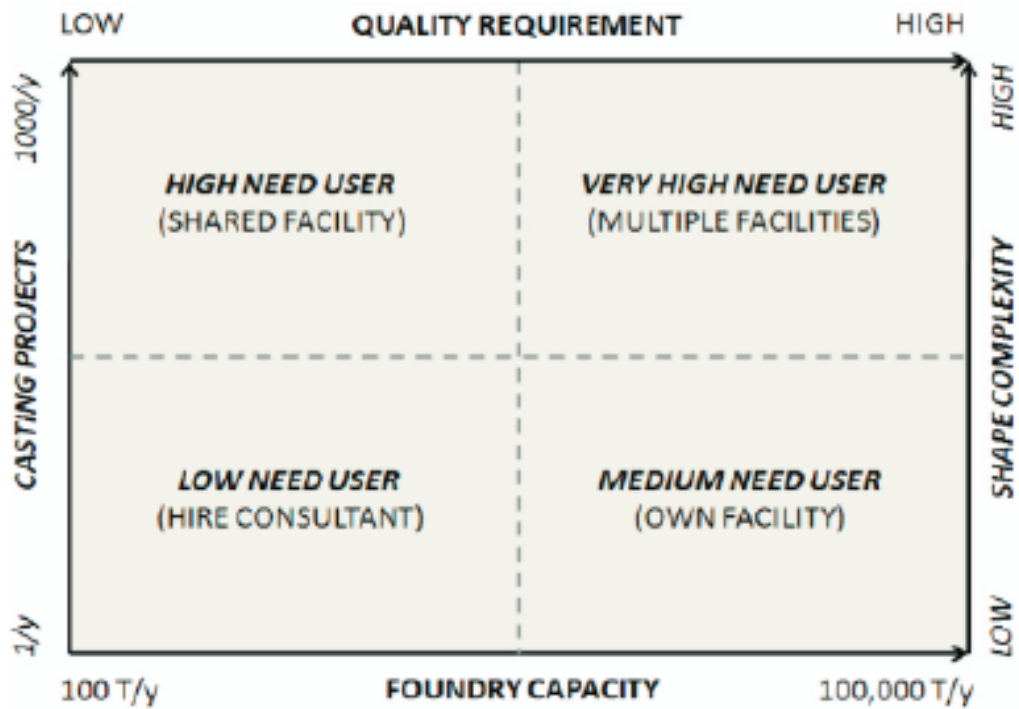 LOW QUALITY REQUIREMENT HIGH
1000/y
HIGH
HIGH NEED USER
(SHARED FACILITY)
VERY HIGH NEED USER
(MULTIPLE FACILITIES)
CASTING PROJECTS
SHAPE COMPLEXITY
LOW NEED USER
(HIRE CONSULTANT)
MEDIUM NEED USER
(OWN FACILITY)
1/y
LOW
100 T/y FOUNDRY CAPACITY 100,000 T/y